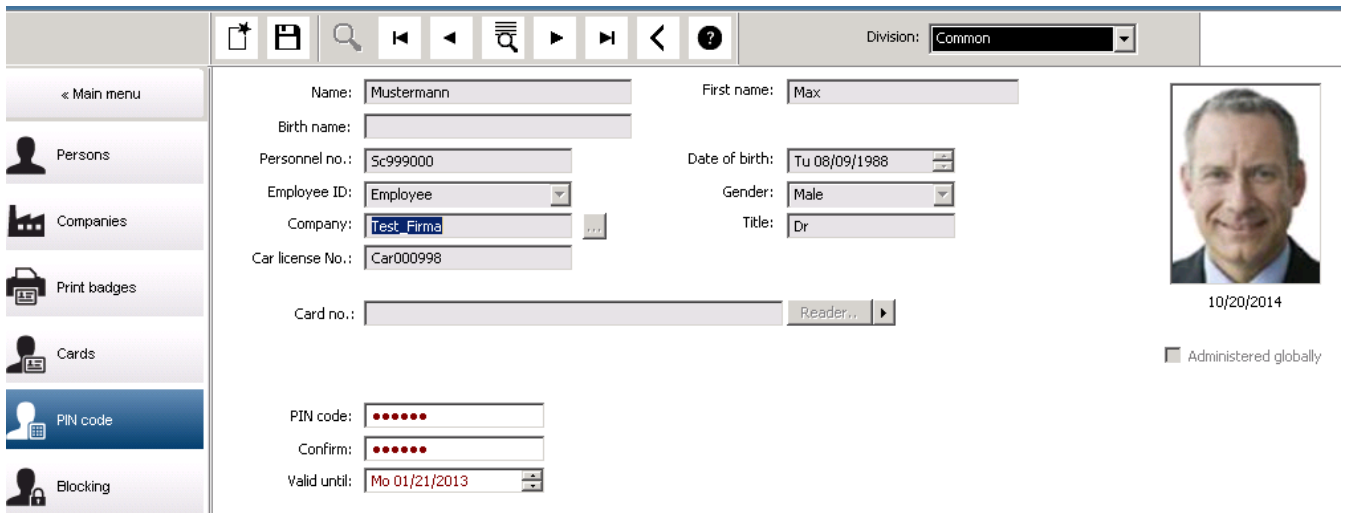 Division: Common
« Main menu
Name: Mustermann First name: Max
Birth name:
Persons
Personnel no.: Sc999000 Date of birth: Tu 08/09/1988
Employee ID: Employee Gender: Male
Companies
Company: Test_Firma ... Title: Dr
Car license No.: Car000998
Print badges
Card no.: Reader.. 10/20/2014
Cards
Administered globally
PIN code
PIN code: ●●●●●●
Confirm: ●●●●●●
Valid until: Mo 01/21/2013
Blocking